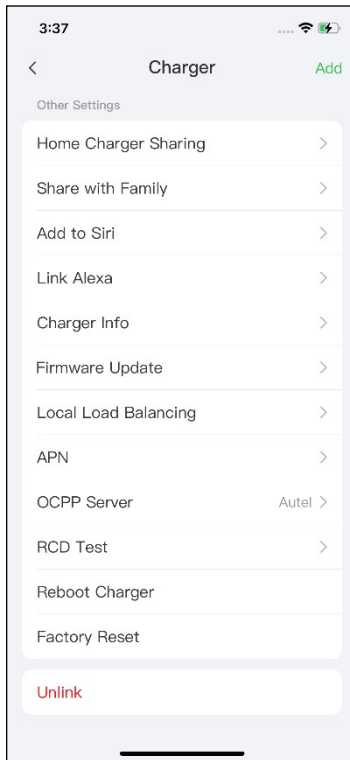 3:37
Charger
Add
Other Settings
Home Charger Sharing
Share with Family
Add to Siri
Link Alexa
Charger Info
Firmware Update
Local Load Balancing
APN
OCPP Server Autel
RCD Test
Reboot Charger
Factory Reset
Unlink